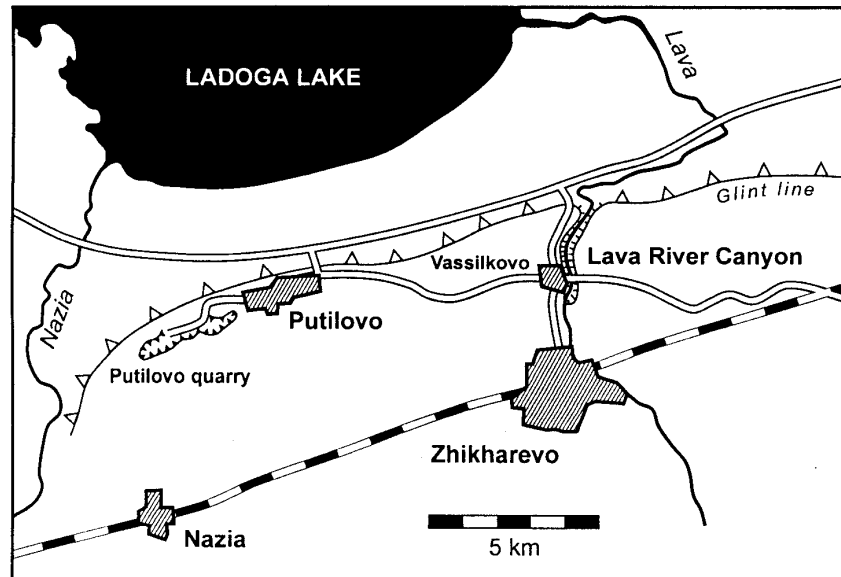 LADOGA LAKE
Lava
Glint line
Vassilkovo
Lava River Canyon
Nazia
Putilovo
Putilovo quarry
Zhikharevo
Nazia
5 km